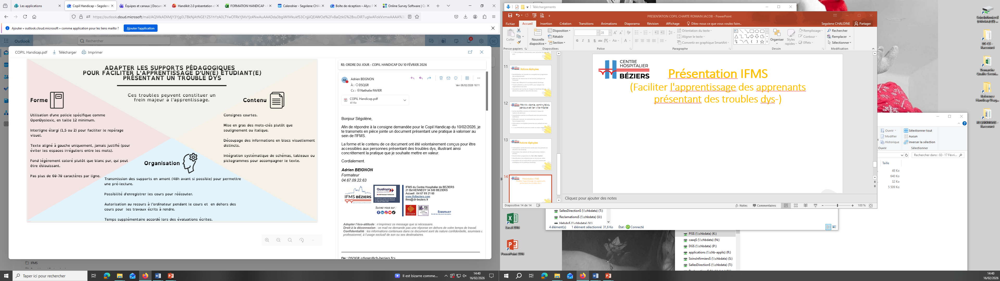 Les applications
Copil Handicap – Segolene
Équipes et canaux | Docum
Handikit 2.0 présentation c
FORMATION HANDICAP -
Calendrier - Segolene CHAL
Boîte de réception – Alyss P
Online Survey Software | Q
https://outlook.cloud.microsoft/mail/
Ajouter « outlook.cloud.microsoft » comme application pour les liens mailto ?
Ajouter l'application
Outlook
Rechercher
6
SC
COPIL Handicap.pdf
Télécharger
Imprimer
ADAPTER LES SUPPORTS PÉDAGOGIQUES
POUR FACILITER L'APPRENTISSAGE D'UN(E) ÉTUDIANT(E)
PRÉSENTANT UN TROUBLE DYS
Ces troubles peuvent constituer un
frein majeur à l'apprentissage.
Forme
Utilisation d'une policie spécifique comme
OpenDyslexic, en taille 12 minimum.
Interligne élargi (1,5 ou 2) pour faciliter le repérage
visuel.
Texte aligné à gauche uniquement, jamais justifié (pour
éviter les espaces irréguliers entre les mots).
Fond légèrement coloré plutôt que blanc pur, qui peut
être éblouissant.
Pas plus de 60-70 caractères par ligne.
Contenu
Consignes courtes.
Mise en gras des mots-clés plutôt que
soulignement ou italique.
Découpage des informations en blocs visuellement
distincts.
Intégration systématique de schémas, tableaux ou
pictogrammes pour accompagner le texte.
Organisation
Transmission des supports en amont (48h avant si possible) pour permettre
une pré-lecture.
Possibilité d'enregistrer les cours pour réécouter.
Autorisation au recours à l'ordinateur pendant le cours et en dehors des
cours pour les travaux écrits à rendre.
Temps supplémentaire accordé lors des évaluations écrites.
RE: ORDRE DU JOUR - COPIL HANDICAP DU 10 FÉVRIER 2026
AB
Adrien BEIGNON
À : DSQGR
Cc : Nathalie FAVIER
Ven 06/02/2026 16:11
COPIL Handicap.pdf
41 Ko
Bonjour Ségolène,
Afin de répondre à la consigne demandée pour le Copil Handicap du 10/02/2026, je
te transmets en pièce jointe un document présentant une pratique à valoriser au
sein de l'IFMS.
La forme et le contenu de ce document ont été volontairement conçus pour être
accessibles aux personnes présentant des troubles dys, illustrant ainsi
concrètement la pratique que je souhaite mettre en valeur.
Cordialement.
Adrien BEIGNON
Formateur
04.67.09.22.63
IFMS BÉZIERS
Qualiopi
processus certifié
RÉPUBLIQUE FRANÇAISE
IFMS du Centre Hospitalier de BEZIERS
21 Bd KENNEDY 34 500 BEZIERS
Accueil : 04 67 09 21 60
www.ifsibeziers.com
ifms@ch-beziers.fr
Suivez nous sur :
Erasmus+
Adopter l'éco-attitude : n'imprimez ce message que si nécessaire.
Droit à la déconnexion : ce mail ne demande pas une réponse en dehors de votre temps de travail.
Confidentialité : les informations contenues dans ce document sont de nature confidentielle, soumises a
professionnel, à l'usage exclusif de son ou ses destinataires.
De : DSQGR <dsqgr@ch-beziers.fr>
IFMS
Taper ici pour rechercher
Il est bizarre comme...
14:40
16/02/2026
Téléchargements
PRESENTATION COPIL CHARTE ROMAIN JACOB - PowerPoint
Fichier
Accueil
Insertion
Création
Transitions
Animations
Diaporama
Révision
Affichage
Dites-nous ce que vous voulez faire..
Segolene CHALOINE
Partager
Coller
Nouvelle
diapositive
Disposition
Rétablir
Section
28
Orientation du texte
Aligner le texte
Convertir en graphique SmartArt
Organiser
Styles
rapides
Remplissage
Contour
Effets
Rechercher
Remplacer
Sélectionner
Presse-papiers
Diapositives
Police
Paragraphe
Dessin
Modification
11
Actions déployées
12
ITEM 5 – Sortie, continuité du
parcours et lien ville–hôpital
13
Actions déployées
14
Présentation IFMS
CENTRE
HOSPITALIER
BÉZIERS
Présentation IFMS
(Faciliter l'apprentissage des apprenants
présentant des troubles dys-)
Cliquez pour ajouter des notes
Diapositive 14 de 14
Notes
Commentaires
100 %
SallesDirection$ (\\chbdata) (T:)
Reclamations$ (\\chbdata) (U:)
Hebdo$ (\\chbdata) (V:)
4 élément(s)
1 élément sélectionné 31,6 Ko
État : Connecté
PIS$ (\\chbdata) (K:)
caaq$ (\\chbdata) (N:)
DG$ (\\chbdata) (P:)
applications (\\chb-applis) (R:)
SoinsInfirmiers$ (\\chbdata) (S:)
SallesDirection$ (\\chbdata) (T:)
Excel 2016
PowerPoint 2016
Ouvrir
Modifier
Historique
Sélectionner tout
Aucun
Inverser la sélection
Ouvrir
Sélectionner
Rechercher dans : 02- 17 Févri...
Taille
48 Ko
640 Ko
32 Ko
5 509 Ko
SoinsInfirmiers$
(chbdata) (S) ...
DS-CS -
Raccourci
Demarche
Qualite Securi...
Réference
Handicap Usag...
REQUISITIONS -
Raccourci
14:40
16/02/2026